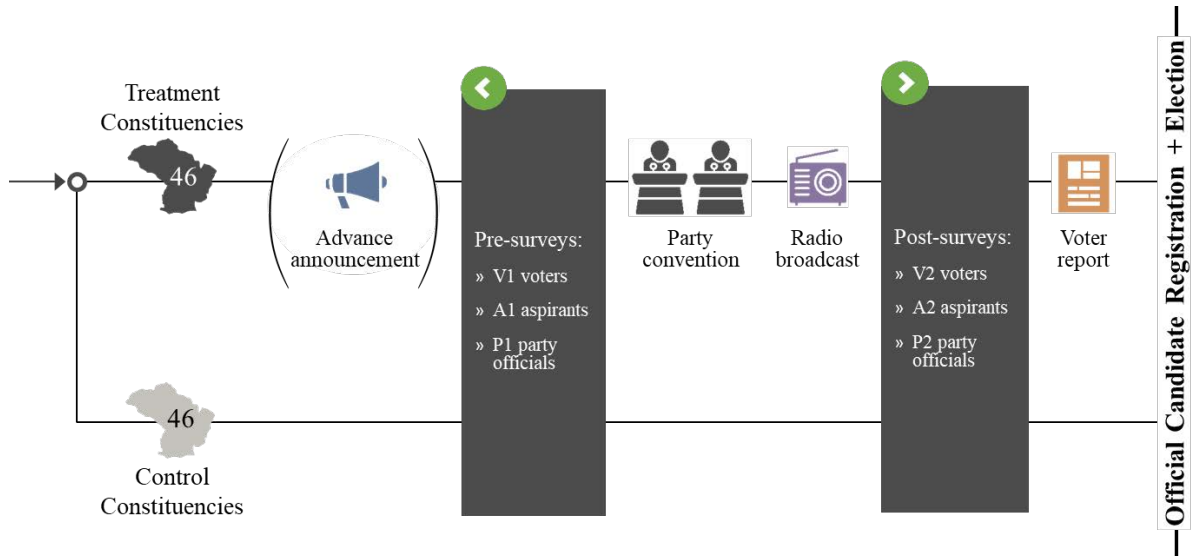 Treatment
Constituencies
46
Advance
announcement
Pre-surveys:
» V1 voters
» A1 aspirants
» P1 party
officials
Party
convention
Radio
broadcast
Post-surveys:
» V2 voters
» A2 aspirants
» P2 party
officials
Voter
report
46
Control
Constituencies
Official Candidate Registration + Election